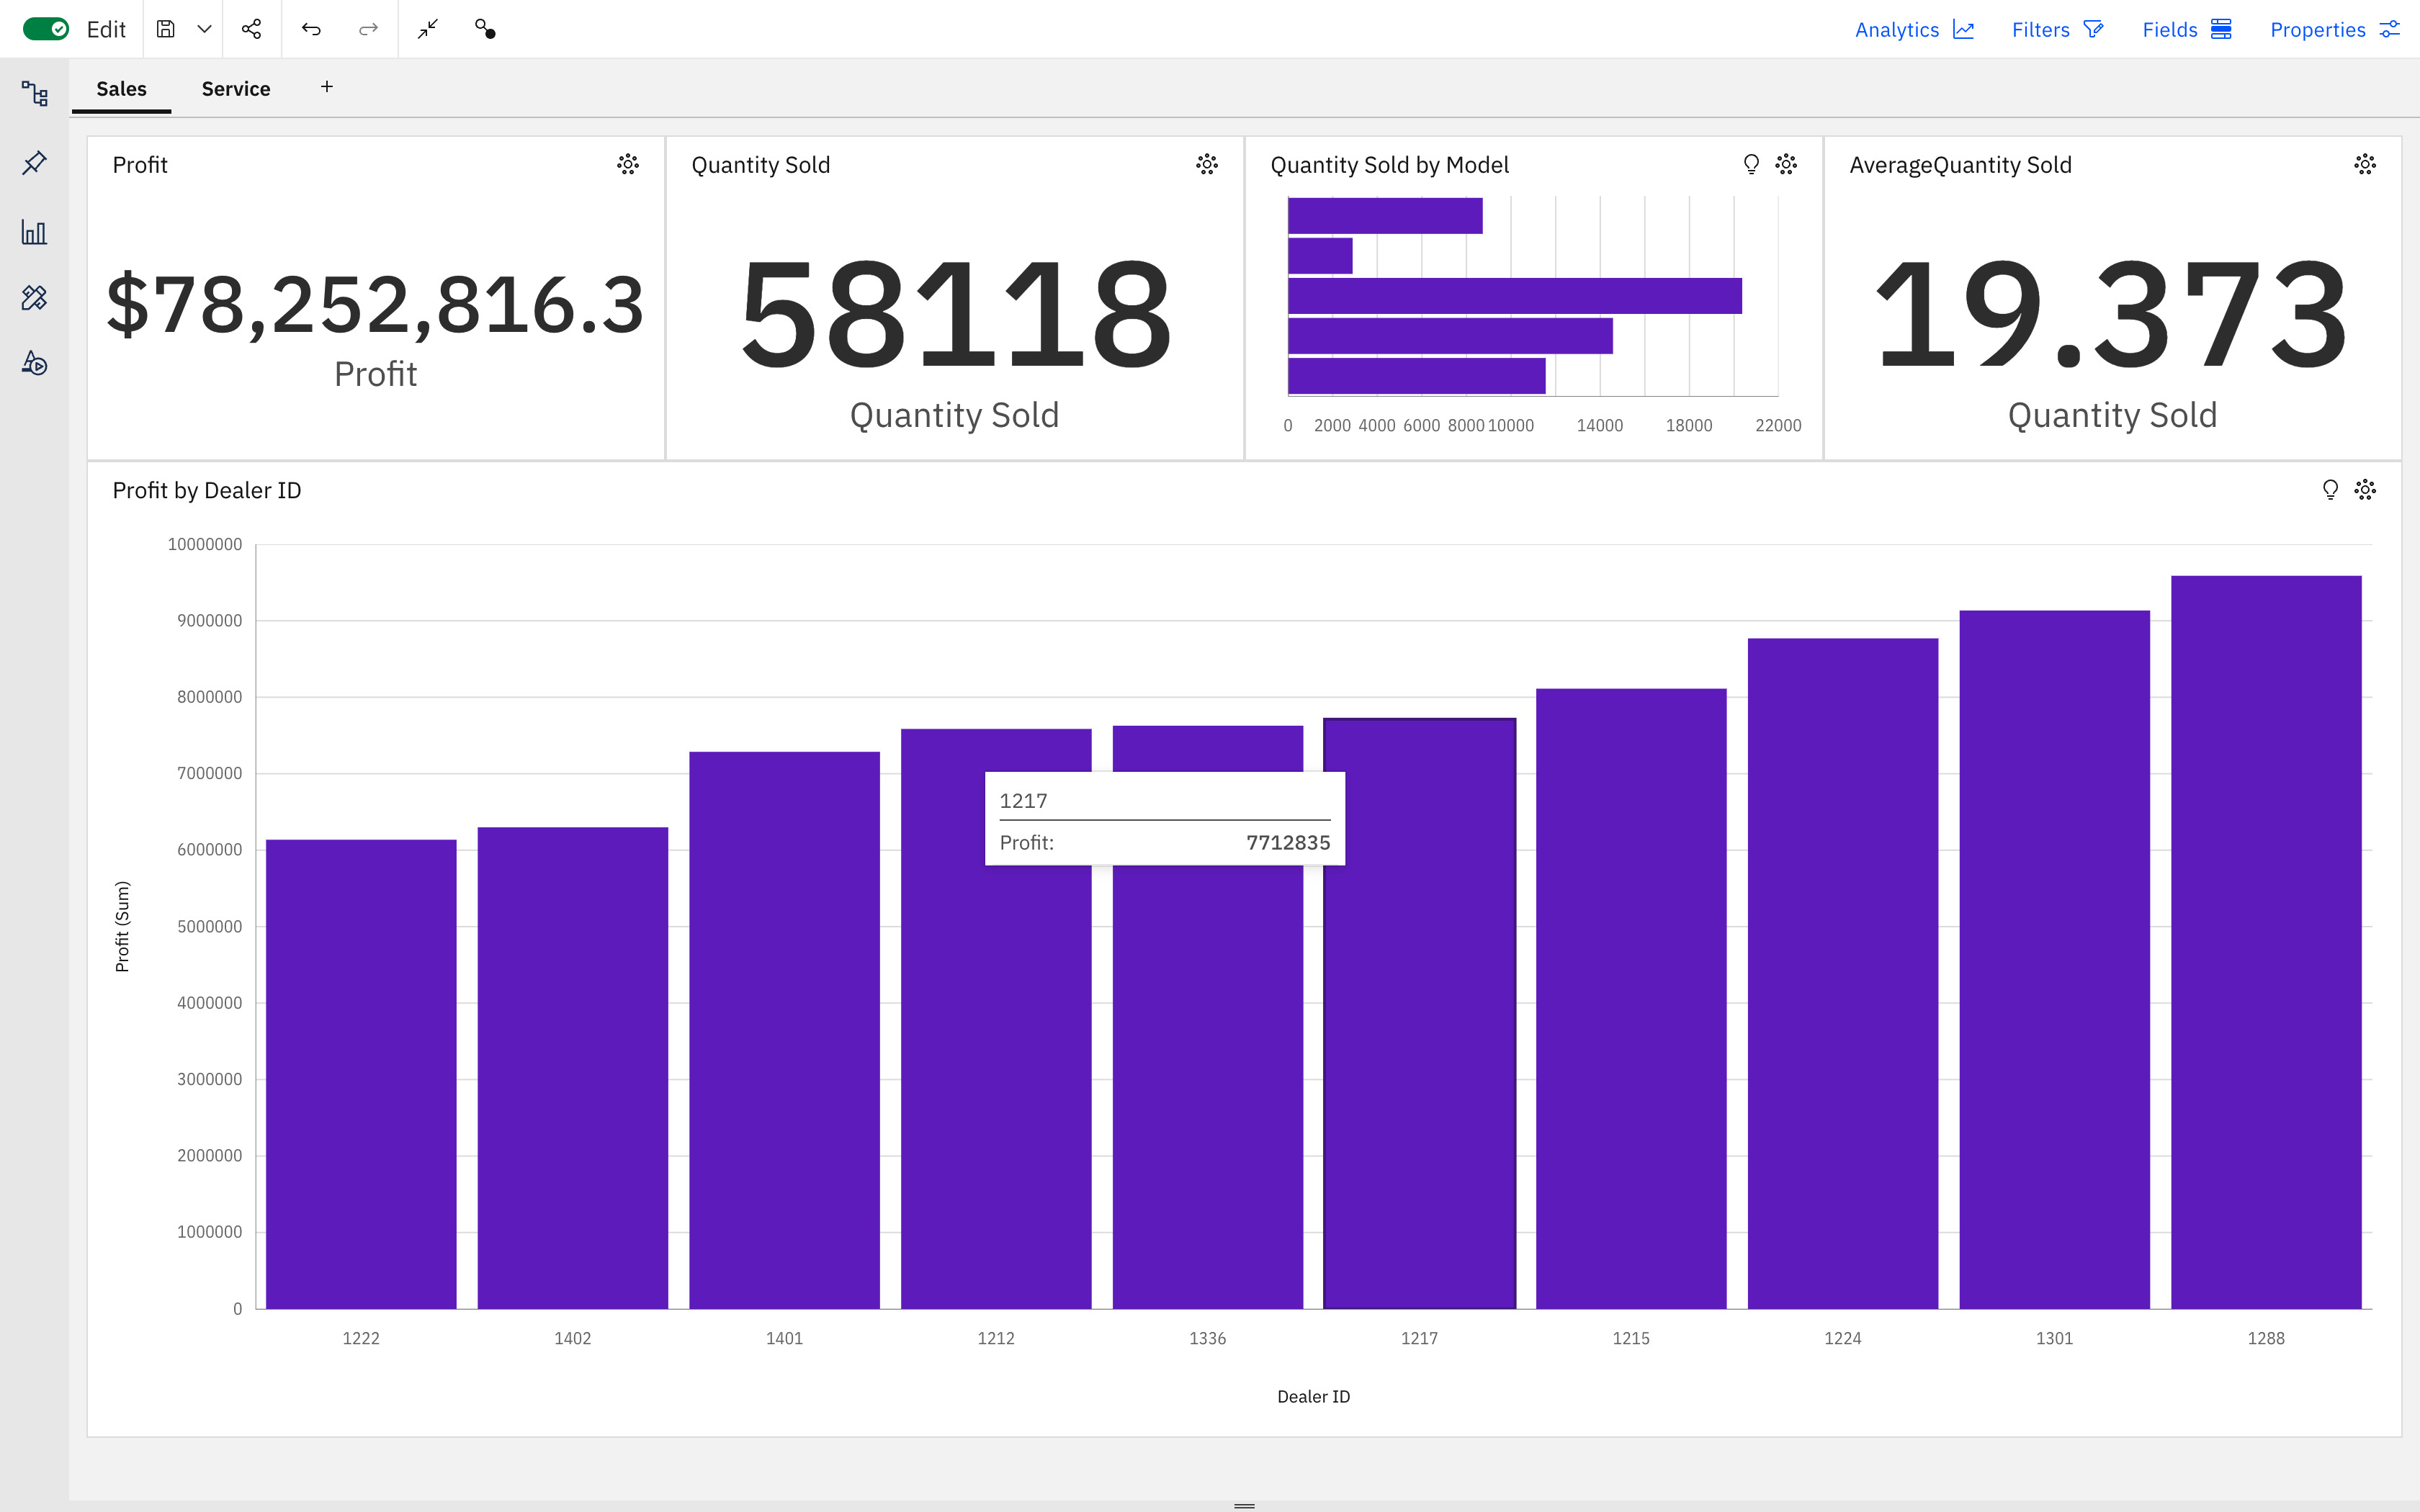 Edit
Analytics
Filters
Fields
Properties
Sales
Service
+
Profit
$78,252,816.3
Profit
Quantity Sold
58118
Quantity Sold
Quantity Sold by Model
0 2000 4000 6000 8000 10000 14000 18000 22000
AverageQuantity Sold
19.373
Quantity Sold
Profit by Dealer ID
Profit (Sum)
10000000
9000000
8000000
7000000
6000000
5000000
4000000
3000000
2000000
1000000
0
1217
Profit: 7712835
1222 1402 1401 1212 1336 1217 1215 1224 1301 1288
Dealer ID